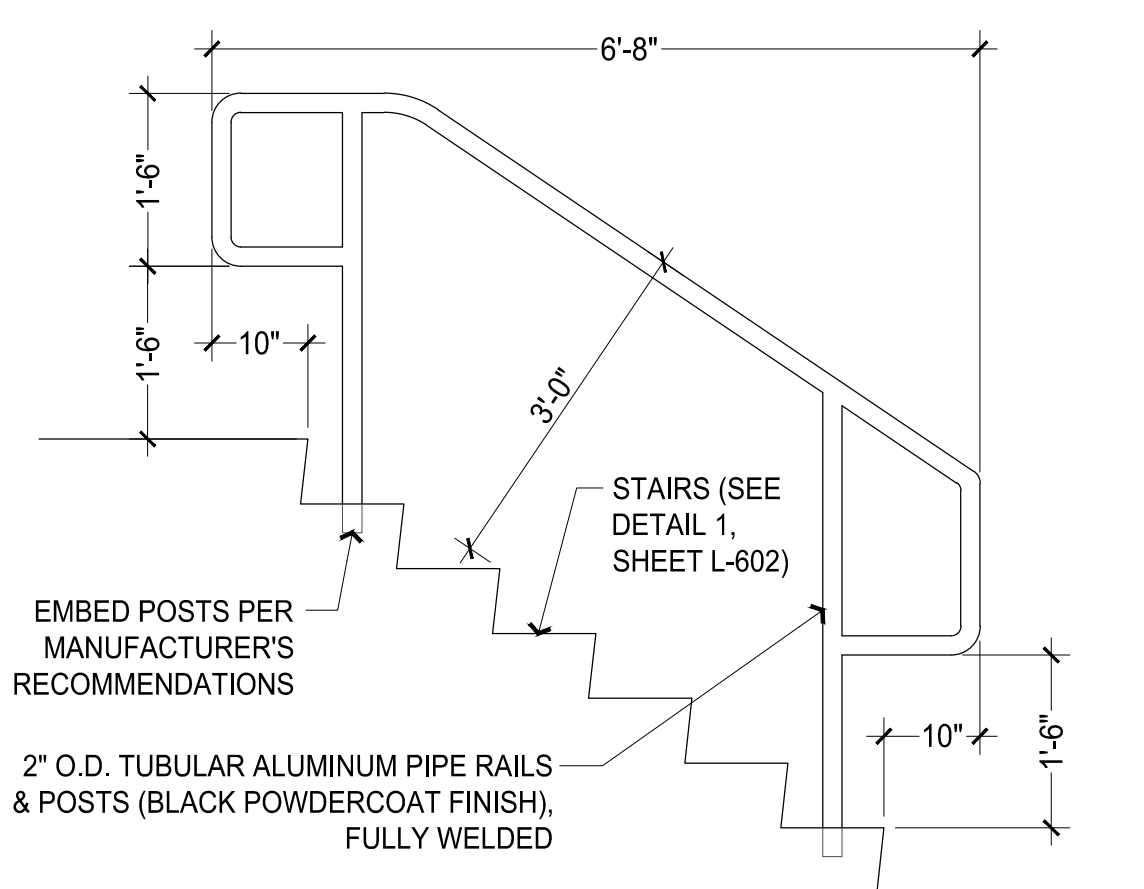 6'-8"
1'-6"
1'-6"
10"
3'-0"
STAIRS (SEE
DETAIL 1,
SHEET L-602)
EMBED POSTS PER
MANUFACTURER'S
RECOMMENDATIONS
10"
1'-6"
2" O.D. TUBULAR ALUMINUM PIPE RAILS
& POSTS (BLACK POWDERCOAT FINISH),
FULLY WELDED